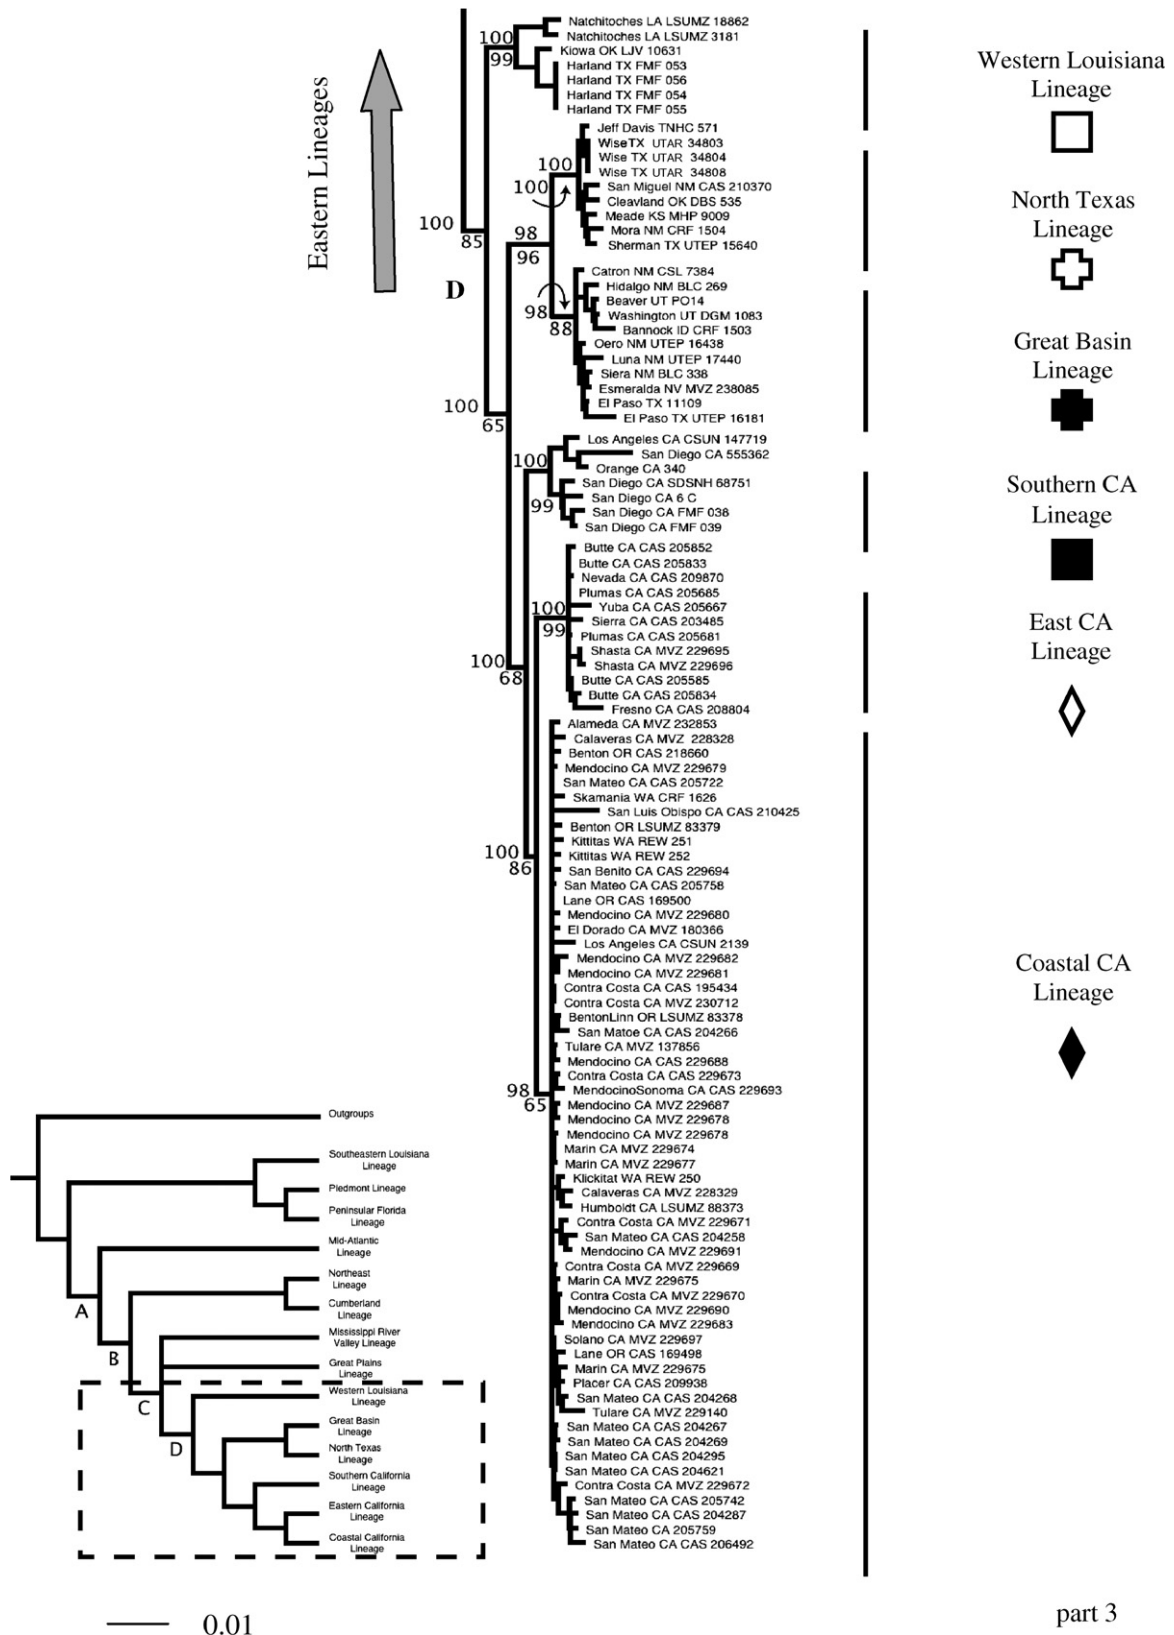 Eastern Lineages
100
99
Natchitoches LA LSUMZ 18862
Natchitoches LA LSUMZ 3181
Kiowa OK LJV 10631
Harland TX FMF 053
Harland TX FMF 056
Harland TX FMF 054
Harland TX FMF 055
Jeff Davis TNHC 571
WiseTX UTAR 34803
Wise TX UTAR 34804
Wise TX UTAR 34808
San Miguel NM CAS 210370
Cleavland OK DBS 535
Meade KS MHP 9009
Mora NM CRF 1504
Sherman TX UTEP 15640
100
100
100
85
98
96
D
Catron NM CSL 7384
Hidalgo NM BLC 269
Beaver UT PO14
Washington UT DGM 1083
Bannock ID CRF 1503
Oero NM UTEP 16438
Luna NM UTEP 17440
Siera NM BLC 338
Esmeralda NV MVZ 238085
El Paso TX 11109
El Paso TX UTEP 16181
98
88
100
65
Los Angeles CA CSUN 147719
San Diego CA 555362
Orange CA 340
San Diego CA SDSNH 68751
San Diego CA 6 C
San Diego CA FMF 038
San Diego CA FMF 039
100
99
Butte CA CAS 205852
Butte CA CAS 205833
Nevada CA CAS 209870
Plumas CA CAS 205685
Yuba CA CAS 205667
Sierra CA CAS 203485
Plumas CA CAS 205681
Shasta CA MVZ 229695
Shasta CA MVZ 229696
Butte CA CAS 205585
Butte CA CAS 205834
Fresno CA CAS 208804
100
99
100
68
Alameda CA MVZ 232853
Calaveras CA MVZ 228328
Benton OR CAS 218660
Mendocino CA MVZ 229679
San Mateo CA CAS 205722
Skamania WA CRF 1626
San Luis Obispo CA CAS 210425
Benton OR LSUMZ 83379
Kittitas WA REW 251
Kittitas WA REW 252
San Benito CA CAS 229694
San Mateo CA CAS 205758
Lane OR CAS 169500
Mendocino CA MVZ 229680
El Dorado CA MVZ 180366
Los Angeles CA CSUN 2139
Mendocino CA MVZ 229682
Mendocino CA MVZ 229681
Contra Costa CA CAS 195434
Contra Costa CA MVZ 230712
BentonLinn OR LSUMZ 83378
San Matoe CA CAS 204266
Tulare CA MVZ 137856
Mendocino CA CAS 229688
Contra Costa CA CAS 229673
MendocinoSonoma CA CAS 229693
Mendocino CA MVZ 229687
Mendocino CA MVZ 229678
Mendocino CA MVZ 229678
Marin CA MVZ 229674
Marin CA MVZ 229677
Klickitat WA REW 250
Calaveras CA MVZ 228329
Humboldt CA LSUMZ 88373
Contra Costa CA MVZ 229671
San Mateo CA CAS 204258
Mendocino CA MVZ 229691
Contra Costa CA MVZ 229669
Marin CA MVZ 229675
Contra Costa CA MVZ 229670
Mendocino CA MVZ 229690
Mendocino CA MVZ 229683
Solano CA MVZ 229697
Lane OR CAS 169498
Marin CA MVZ 229675
Placer CA CAS 209938
San Mateo CA CAS 204268
Tulare CA MVZ 229140
San Mateo CA CAS 204267
San Mateo CA CAS 204269
San Mateo CA CAS 204295
San Mateo CA CAS 204621
Contra Costa CA MVZ 229672
San Mateo CA CAS 205742
San Mateo CA CAS 204287
San Mateo CA 205759
San Mateo CA CAS 206492
100
86
98
65
Western Louisiana
Lineage
North Texas
Lineage
Great Basin
Lineage
Southern CA
Lineage
East CA
Lineage
Coastal CA
Lineage
Outgroups
Southeastern Louisiana
Lineage
Piedmont Lineage
Peninsular Florida
Lineage
Mid-Atlantic
Lineage
Northeast
Lineage
Cumberland
Lineage
Mississippi River
Valley Lineage
Great Plains
Lineage
Western Louisiana
Lineage
Great Basin
Lineage
North Texas
Lineage
Southern California
Lineage
Eastern California
Lineage
Coastal California
Lineage
A
B
C
D
0.01
part 3